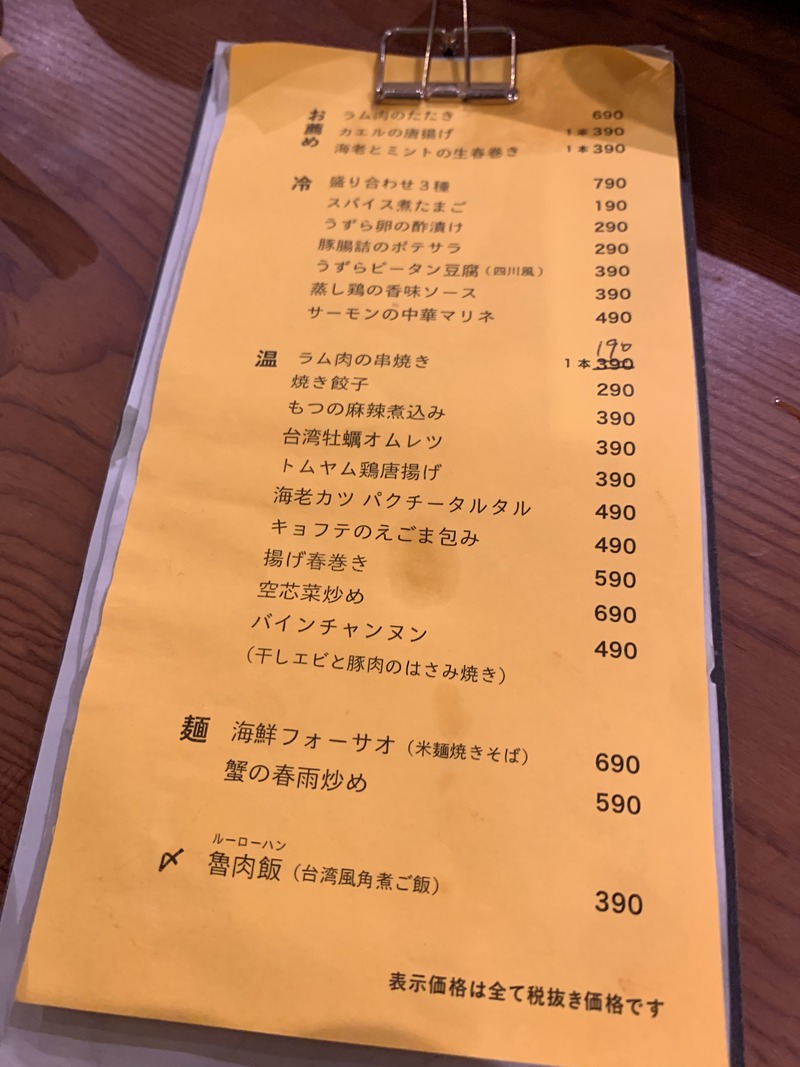 お薦め ラム肉のたたき 690
カエルの唐揚げ 1本390
海老とミントの生春巻き 1本390
冷 盛り合わせ3種 790
スパイス煮たまご 190
うずら卵の酢漬け 290
豚腸詰のポテサラ 290
うずらピータン豆腐(四川風) 390
蒸し鶏の香味ソース 390
サーモンの中華マリネ 490
190
温 ラム肉の串焼き 1本390
焼き餃子 290
もつの麻辣煮込み 390
台湾牡蠣オムレツ 390
トムヤム鶏唐揚げ 390
海老カツ パクチータルタル 490
キョフテのえごま包み 490
揚げ春巻き 590
空芯菜炒め 690
バインチャンヌン 490
(干しエビと豚肉のはさみ焼き)
麺 海鮮フォーサオ(米麺焼きそば) 690
蟹の春雨炒め 590
ルーローハン
〆 魯肉飯(台湾風角煮ご飯) 390
表示価格は全て税抜き価格です